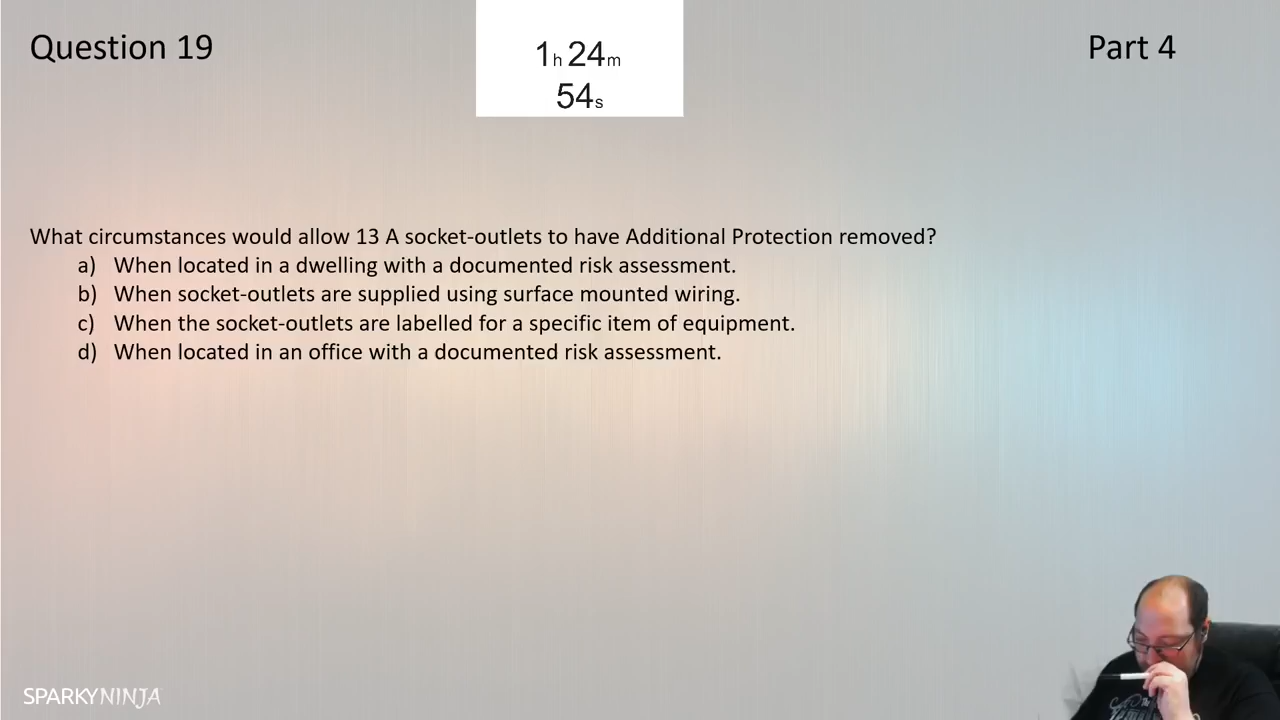 Question 19
1h 24m
54s
Part 4
What circumstances would allow 13 A socket-outlets to have Additional Protection removed?
a) When located in a dwelling with a documented risk assessment.
b) When socket-outlets are supplied using surface mounted wiring.
c) When the socket-outlets are labelled for a specific item of equipment.
d) When located in an office with a documented risk assessment.
SPARKYNINJA